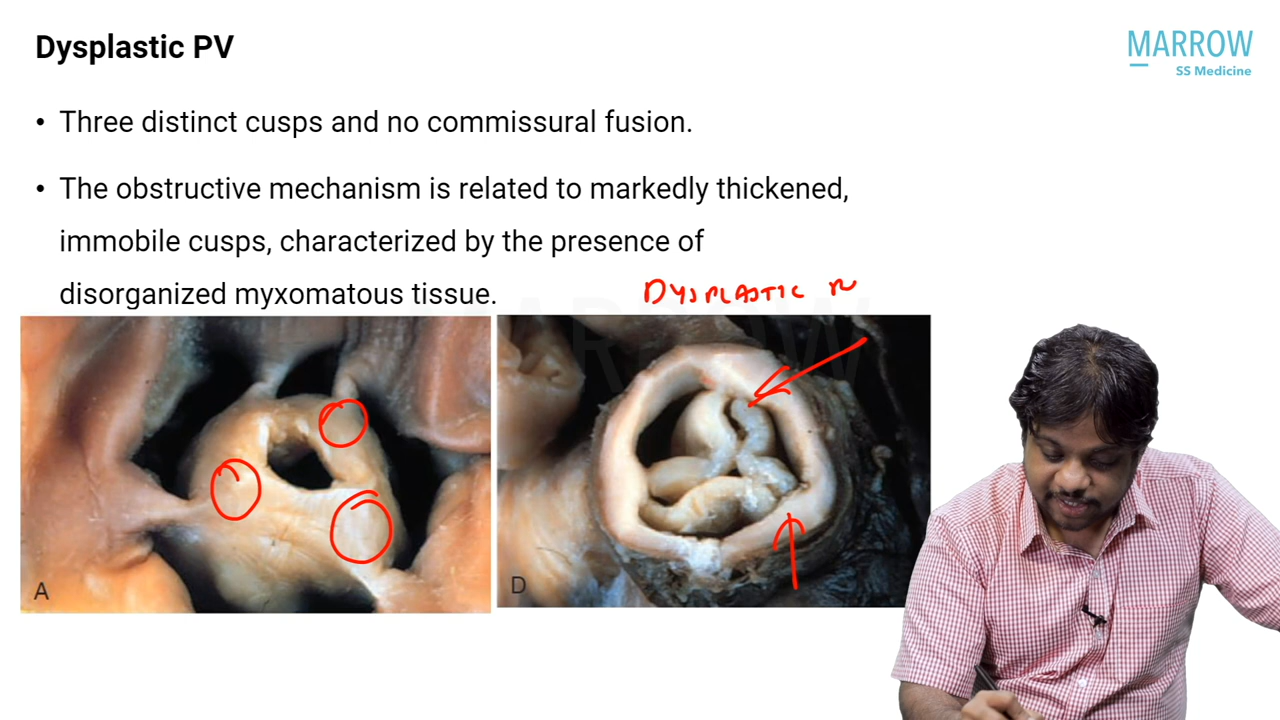 Dysplastic PV
MARROW
SS Medicine
• Three distinct cusps and no commissural fusion.
• The obstructive mechanism is related to markedly thickened,
immobile cusps, characterized by the presence of
disorganized myxomatous tissue.
DYSPLASTIC
A
D